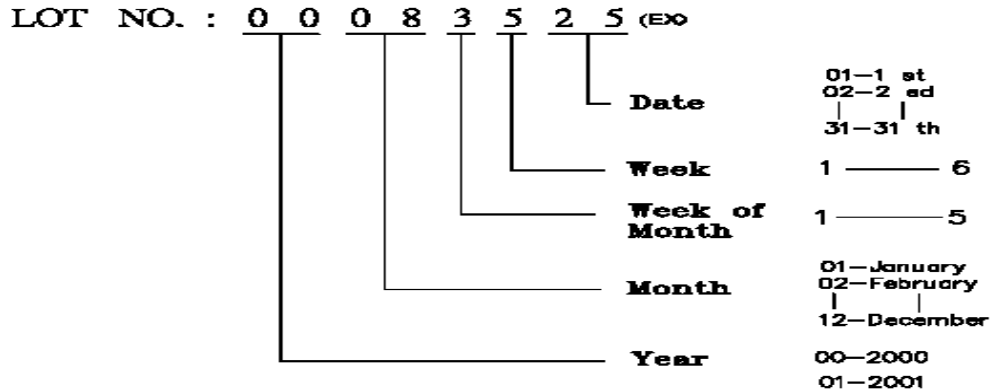 LOT NO. : 0 0 0 8 3 5 2 5 (EX)
Date
01-1 st
02-2 ed
31-31 th
Week 1 6
Week of Month 1 5
Month
01-January
02-February
12-December
Year
00-2000
01-2001